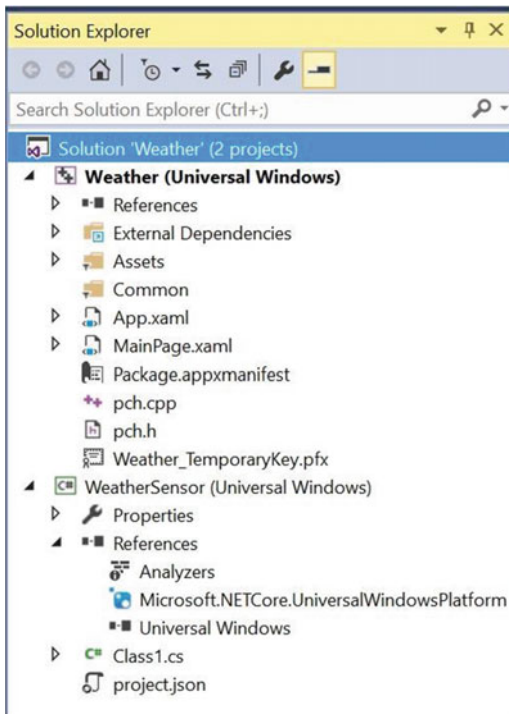 Solution Explorer
Search Solution Explorer (Ctrl+;)
Solution 'Weather' (2 projects)
Weather (Universal Windows)
References
External Dependencies
Assets
Common
App.xaml
MainPage.xaml
Package.appxmanifest
++ pch.cpp
h pch.h
Weather_TemporaryKey.pfx
C# WeatherSensor (Universal Windows)
Properties
References
Analyzers
Microsoft.NETCore.UniversalWindowsPlatform
Universal Windows
C# Class1.cs
project.json